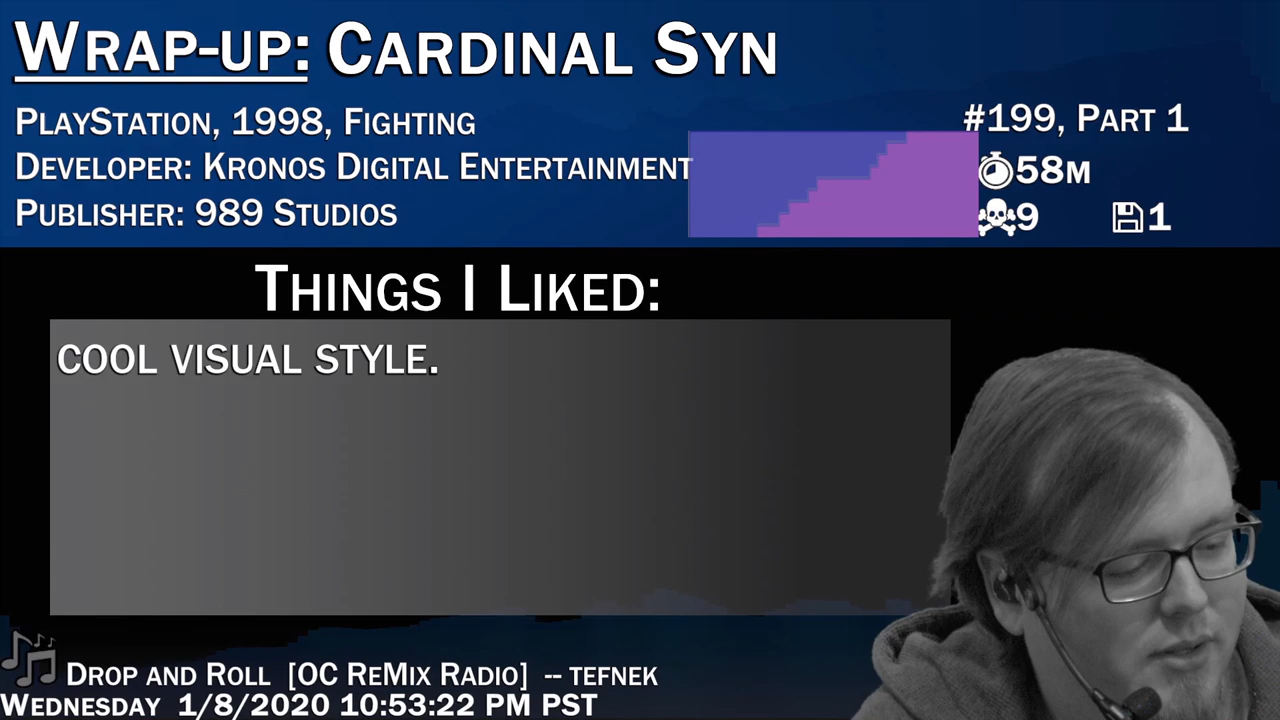 Wrap-up: Cardinal Syn
PlayStation, 1998, Fighting
#199, Part 1
Developer: Kronos Digital Entertainment
58m
Publisher: 989 Studios
9
1
Things I Liked:
cool visual style.
Drop and Roll [OC ReMix Radio] -- tefnek
Wednesday 1/8/2020 10:53:22 PM PST